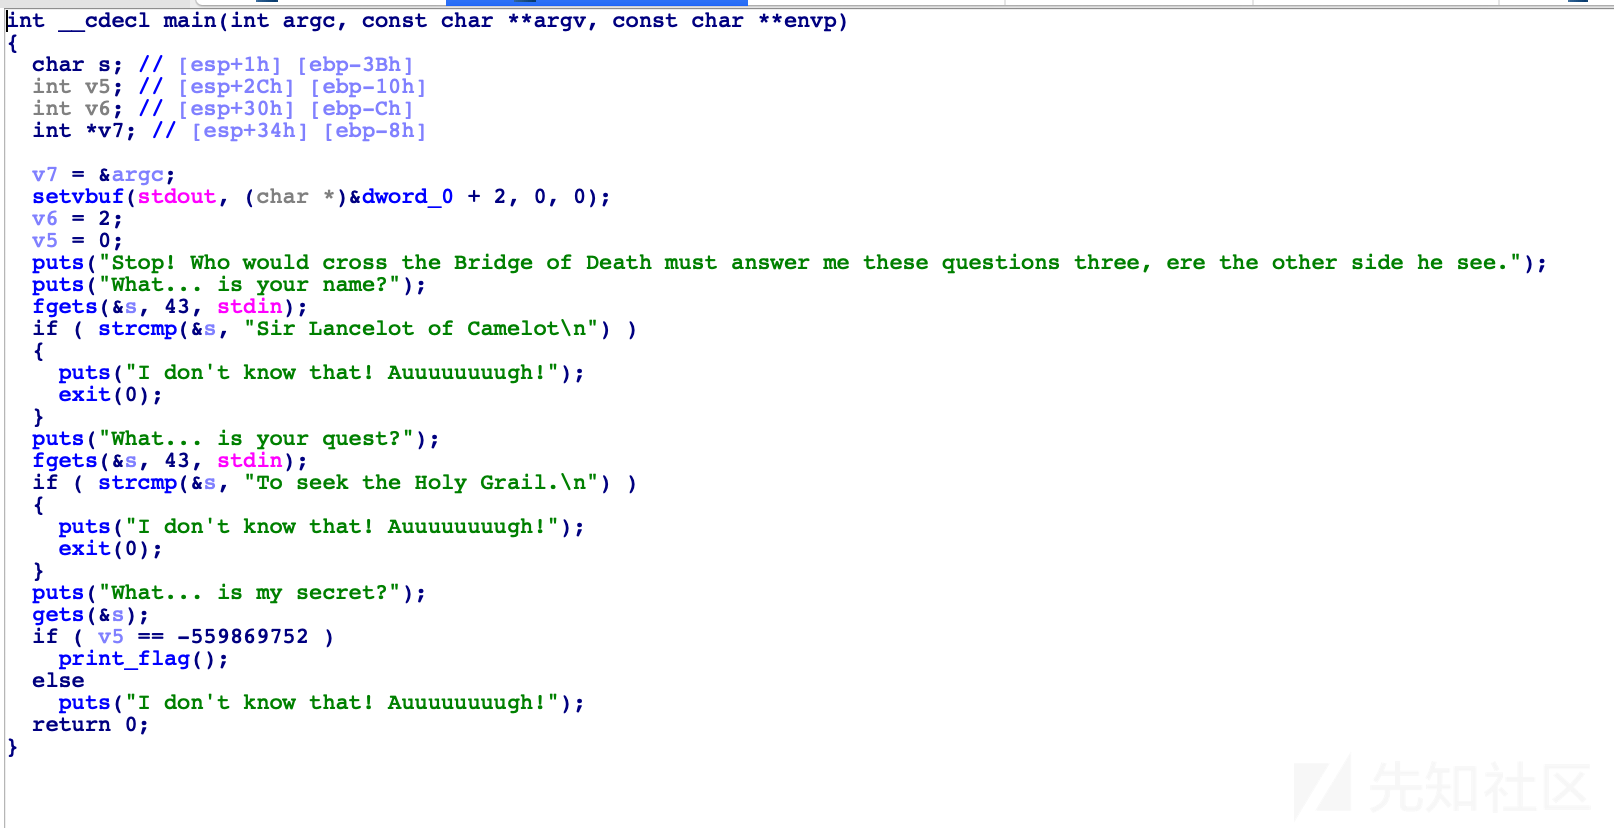 int __cdecl main(int argc, const char **argv, const char **envp)
{
  char s; // [esp+1h] [ebp-3Bh]
  int v5; // [esp+2Ch] [ebp-10h]
  int v6; // [esp+30h] [ebp-Ch]
  int *v7; // [esp+34h] [ebp-8h]

  v7 = &argc;
  setvbuf(stdout, (char *)&dword_0 + 2, 0, 0);
  v6 = 2;
  v5 = 0;
  puts("Stop! Who would cross the Bridge of Death must answer me these questions three, ere the other side he see.");
  puts("What... is your name?");
  fgets(&s, 43, stdin);
  if ( strcmp(&s, "Sir Lancelot of Camelot\n") )
  {
    puts("I don't know that! Auuuuuuuugh!");
    exit(0);
  }
  puts("What... is your quest?");
  fgets(&s, 43, stdin);
  if ( strcmp(&s, "To seek the Holy Grail.\n") )
  {
    puts("I don't know that! Auuuuuuuugh!");
    exit(0);
  }
  puts("What... is my secret?");
  gets(&s);
  if ( v5 == -559869752 )
    print_flag();
  else
    puts("I don't know that! Auuuuuuuugh!");
  return 0;
}
先知社区